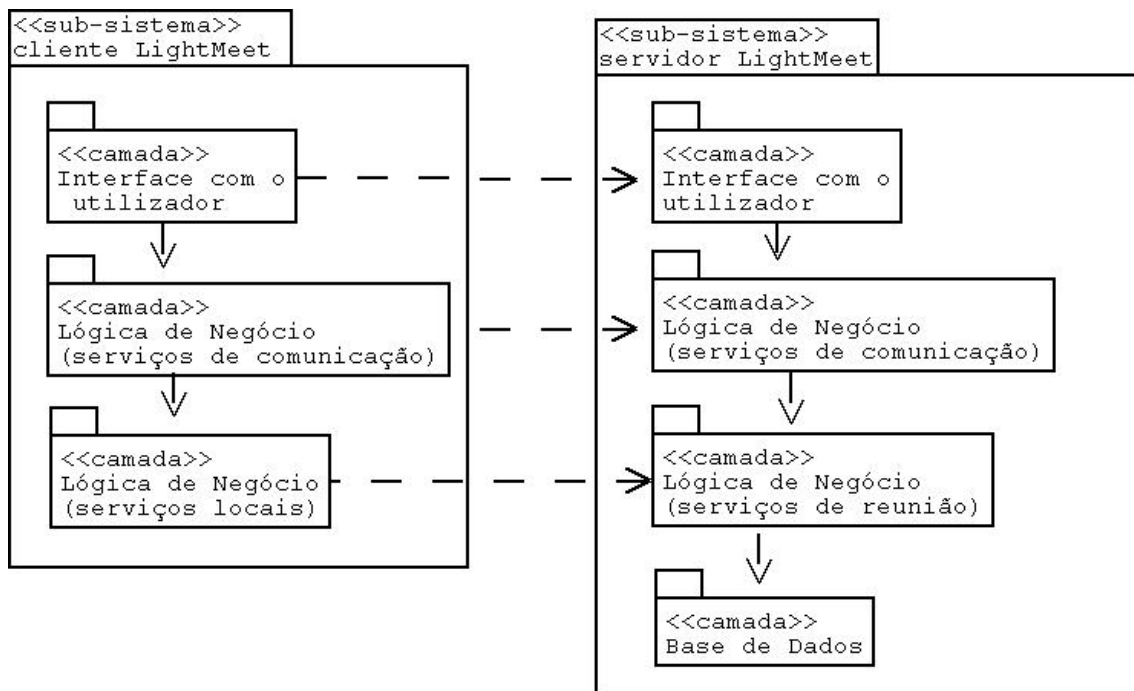 <<sub-sistema>>
cliente LightMeet
<<camada>>
Interface com o
utilizador
<<camada>>
Lógica de Negócio
(serviços de comunicação)
<<camada>>
Lógica de Negócio
(serviços locais)
<<sub-sistema>>
servidor LightMeet
<<camada>>
Interface com o
utilizador
<<camada>>
Lógica de Negócio
(serviços de comunicação)
<<camada>>
Lógica de Negócio
(serviços de reunião)
<<camada>>
Base de Dados